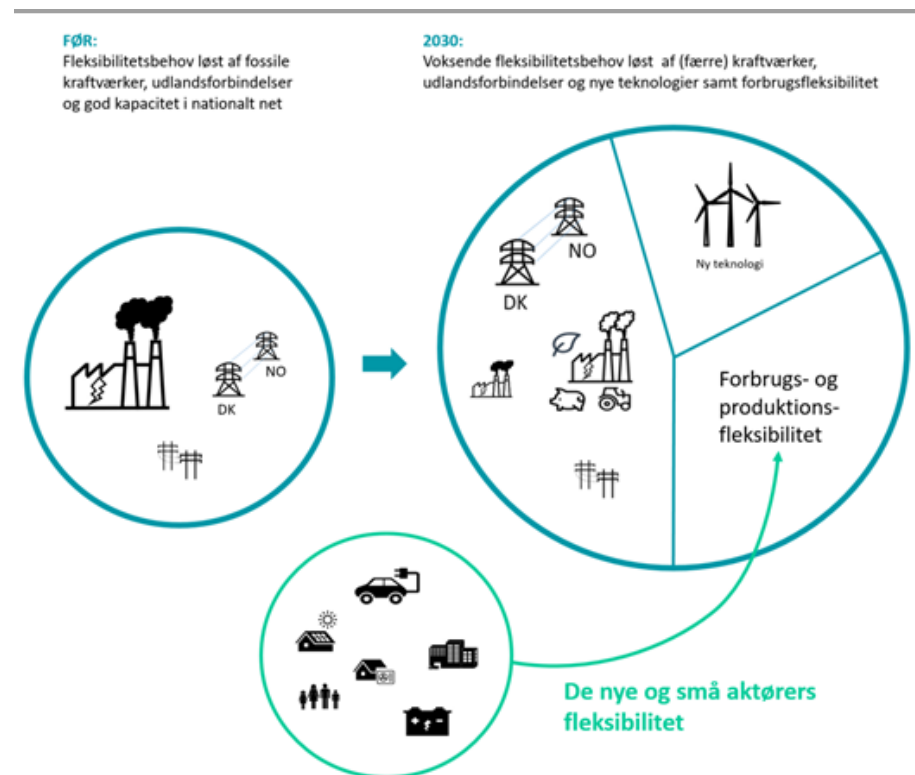 FØR:
Fleksibilitetsbehov løst af fossile
kraftværker, udlandsforbindelser
og god kapacitet i nationalt net
2030:
Voksende fleksibilitetsbehov løst  af (færre) kraftværker,
udlandsforbindelser og nye teknologier samt forbrugsfleksibilitet
NO
DK
NO
DK
Ny teknologi
Forbrugs- og
produktions-
fleksibilitet
De nye og små aktørers
fleksibilitet